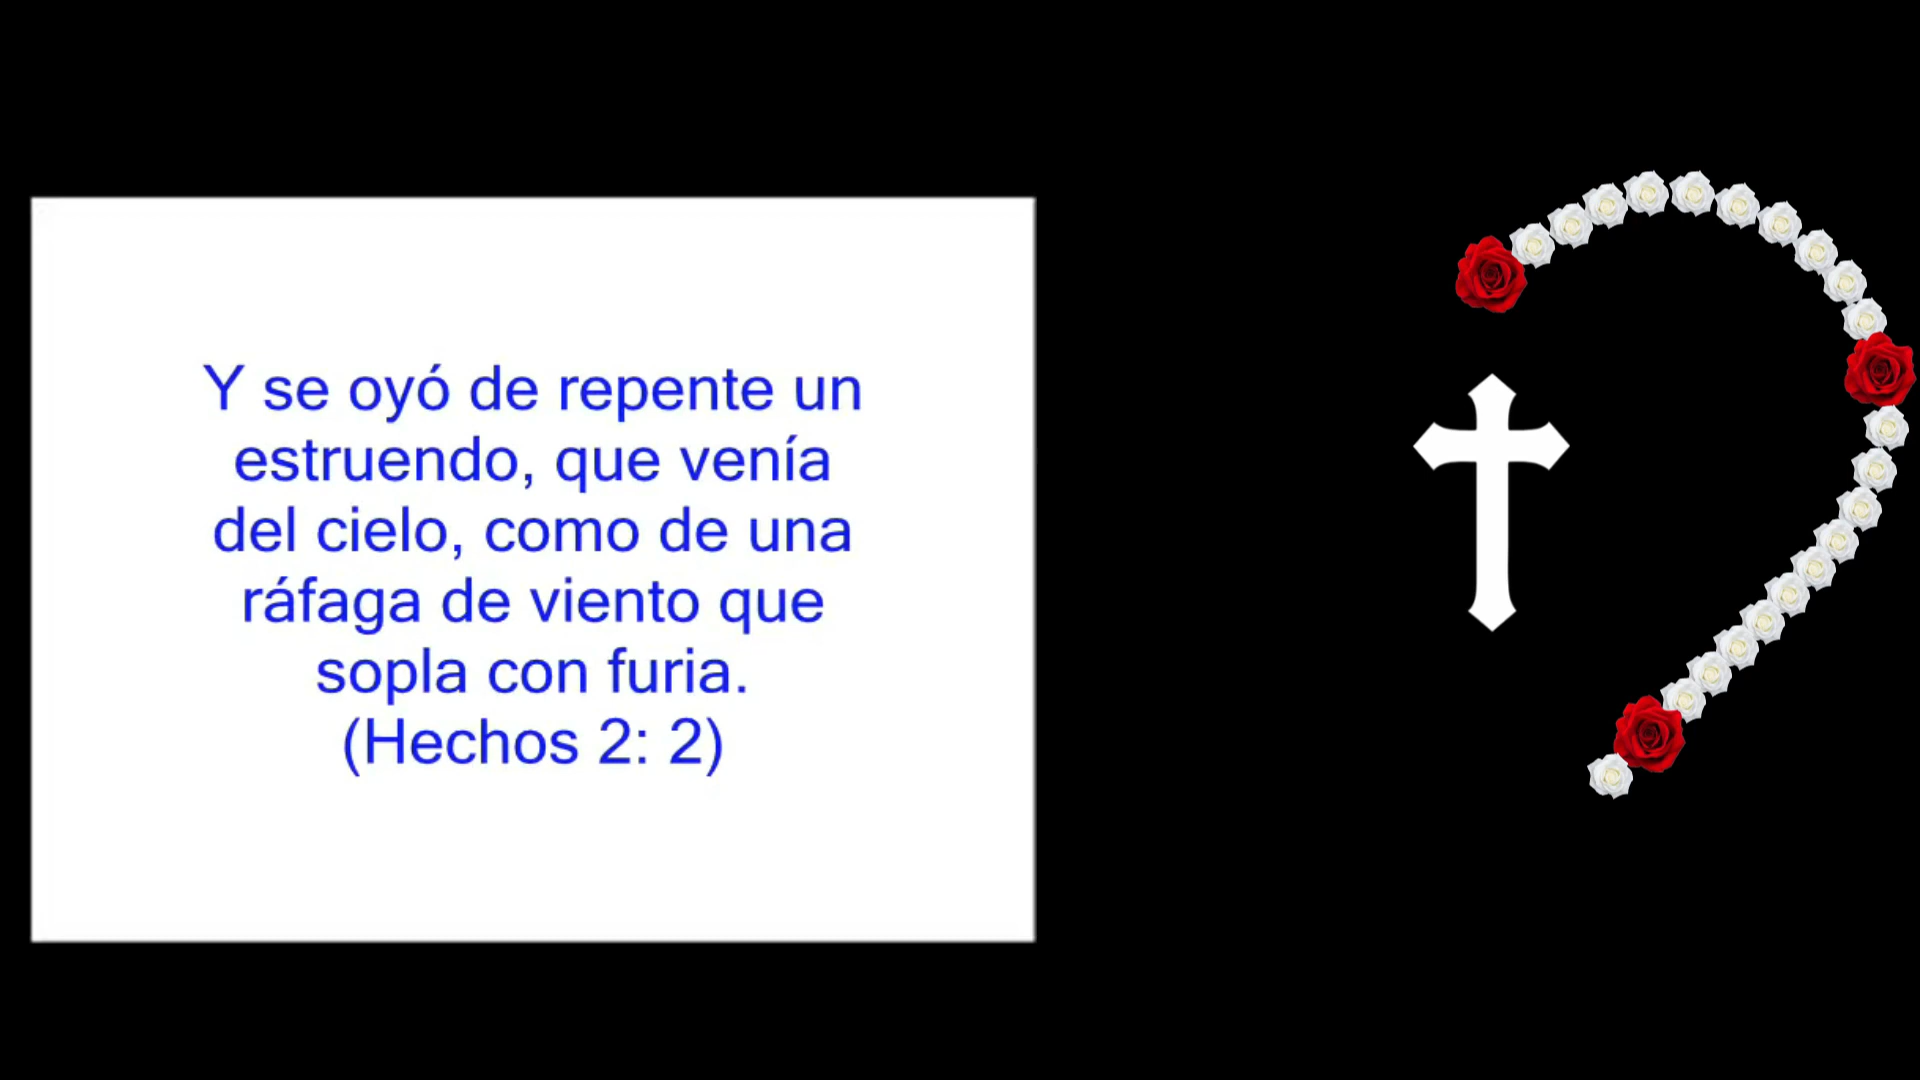 Y se oyó de repente un
estruendo, que venía
del cielo, como de una
ráfaga de viento que
sopla con furia.
(Hechos 2: 2)